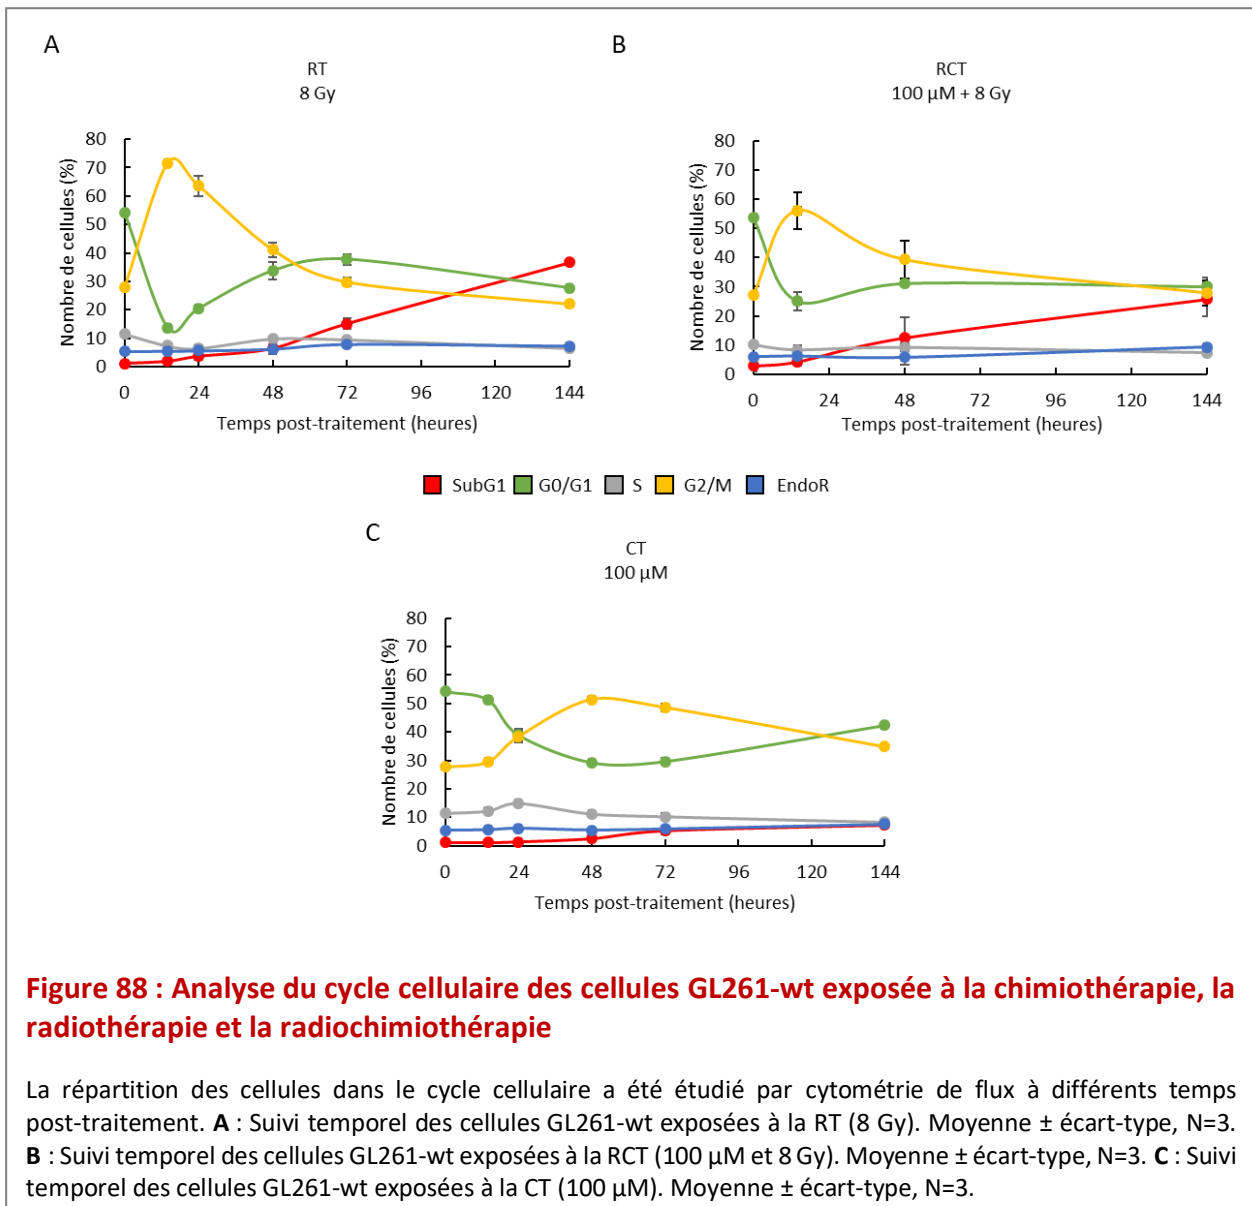 A
RT
8 Gy
80
70
60
50
40
30
20
10
0
Nombre de cellules (%)
0 24 48 72 96 120 144
Temps post-traitement (heures)
B
RCT
100 µM + 8 Gy
80
70
60
50
40
30
20
10
0
Nombre de cellules (%)
0 24 48 72 96 120 144
Temps post-traitement (heures)
SubG1 G0/G1 S G2/M EndoR
C
CT
100 µM
80
70
60
50
40
30
20
10
0
Nombre de cellules (%)
0 24 48 72 96 120 144
Temps post-traitement (heures)
Figure 88 : Analyse du cycle cellulaire des cellules GL261-wt exposée à la chimiothérapie, la
radiothérapie et la radiochimiothérapie
La répartition des cellules dans le cycle cellulaire a été étudié par cytométrie de flux à différents temps
post-traitement. A : Suivi temporel des cellules GL261-wt exposées à la RT (8 Gy). Moyenne ± écart-type, N=3.
B : Suivi temporel des cellules GL261-wt exposées à la RCT (100 µM et 8 Gy). Moyenne ± écart-type, N=3. C : Suivi
temporel des cellules GL261-wt exposées à la CT (100 µM). Moyenne ± écart-type, N=3.